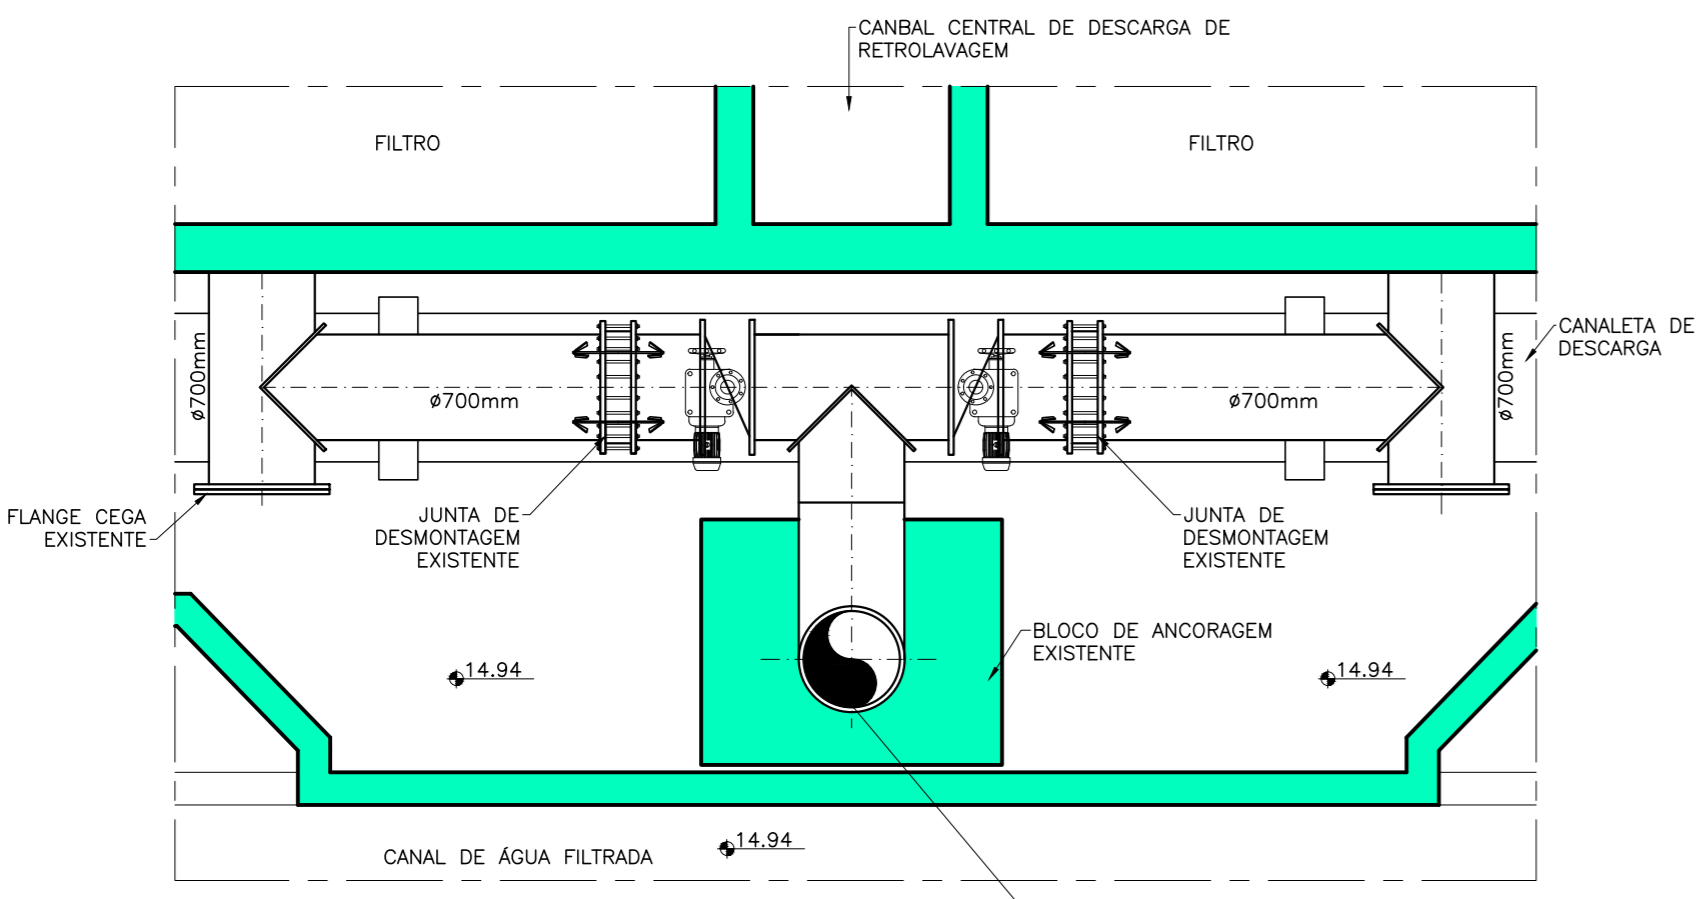 CANBAL CENTRAL DE DESCARGA DE
RETROLAVAGEM
FILTRO
FILTRO
CANALETA DE
DESCARGA
ø700mm
ø700mm
ø700mm
ø700mm
FLANGE CEGA
EXISTENTE
JUNTA DE
DESMONTAGEM
EXISTENTE
JUNTA DE
DESMONTAGEM
EXISTENTE
BLOCO DE ANCORAGEM
EXISTENTE
14.94
14.94
14.94
CANAL DE ÁGUA FILTRADA